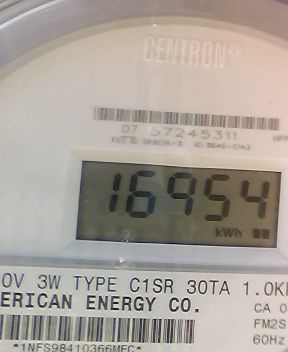 CENTRON®
07 57245311
16954
kWh
0V 3W TYPE C1SR 30TA 1.0K
ERICAN ENERGY CO.
CA 0
FM2S
60Hz
*1NFS98410366MFC*